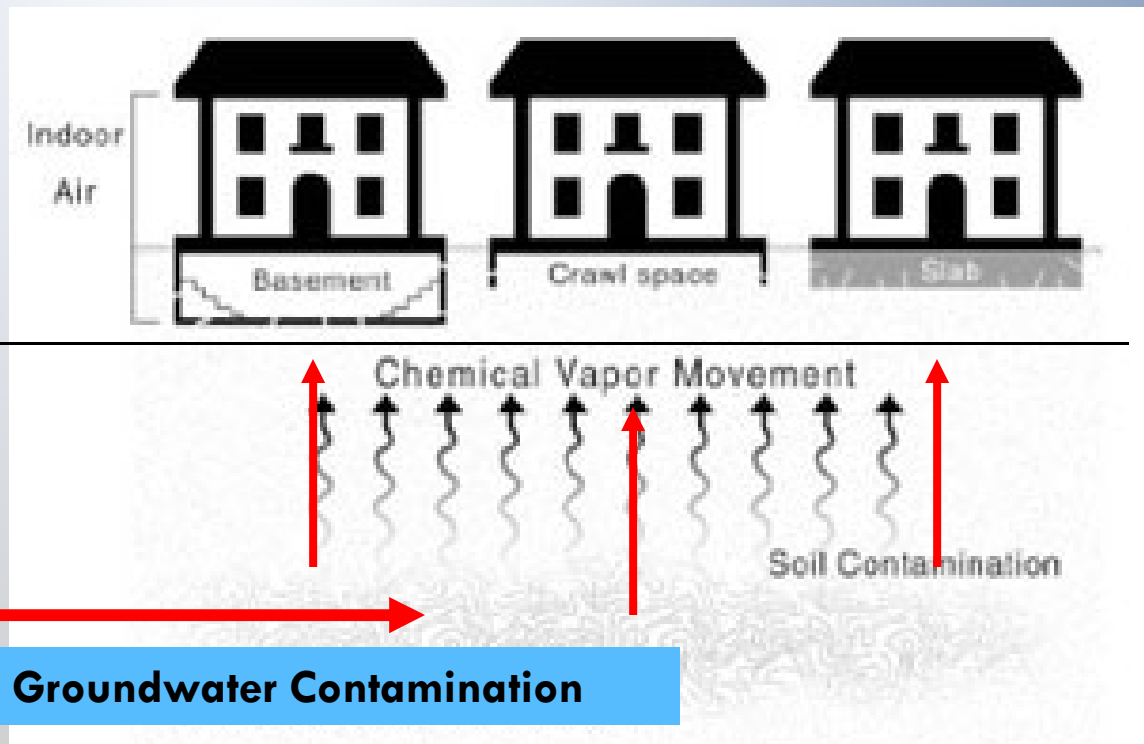 Indoor
Air
Basement
Crawl space
Slab
Chemical Vapor Movement
Soil Contamination
Groundwater Contamination